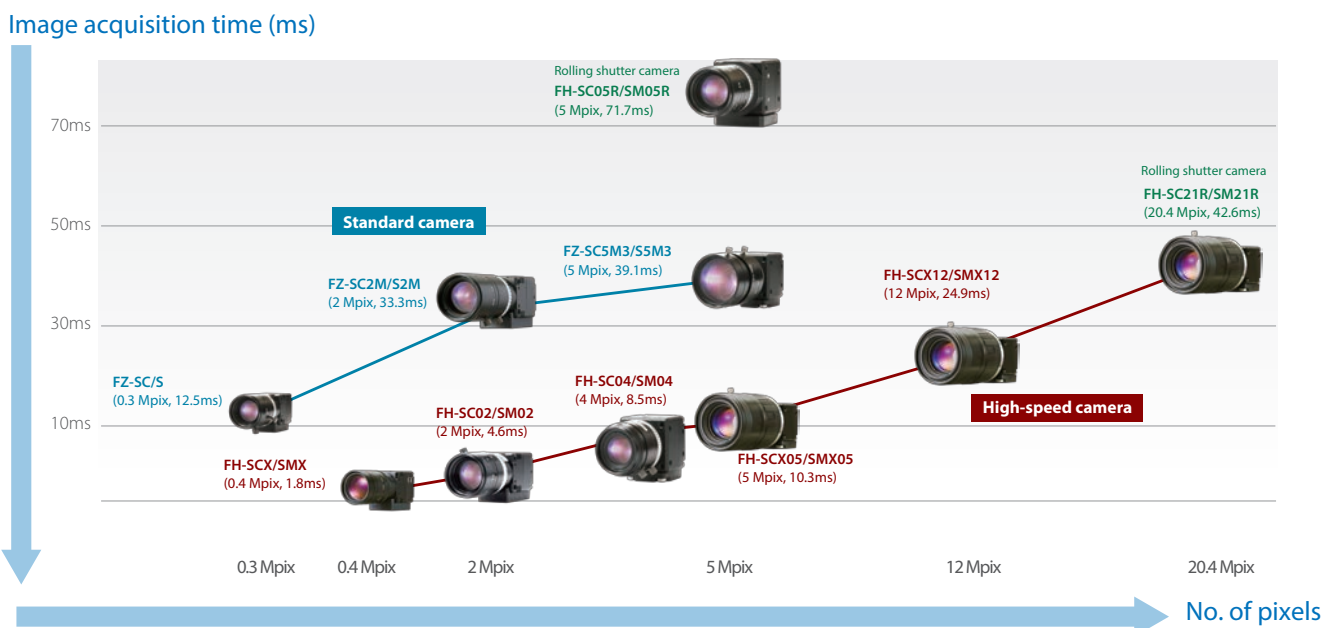 Image acquisition time (ms)
Rolling shutter camera
FH-SC05R/SM05R
(5 Mpix, 71.7ms)
70ms
Rolling shutter camera
FH-SC21R/SM21R
(20.4 Mpix, 42.6ms)
50ms
Standard camera
FZ-SC5M3/S5M3
(5 Mpix, 39.1ms)
FZ-SC2M/S2M
(2 Mpix, 33.3ms)
FH-SCX12/SMX12
(12 Mpix, 24.9ms)
30ms
FZ-SC/S
(0.3 Mpix, 12.5ms)
FH-SC04/SM04
(4 Mpix, 8.5ms)
High-speed camera
10ms
FH-SC02/SM02
(2 Mpix, 4.6ms)
FH-SCX/SMX
(0.4 Mpix, 1.8ms)
FH-SCX05/SMX05
(5 Mpix, 10.3ms)
0.3 Mpix 0.4 Mpix 2 Mpix 5 Mpix 12 Mpix 20.4 Mpix
No. of pixels